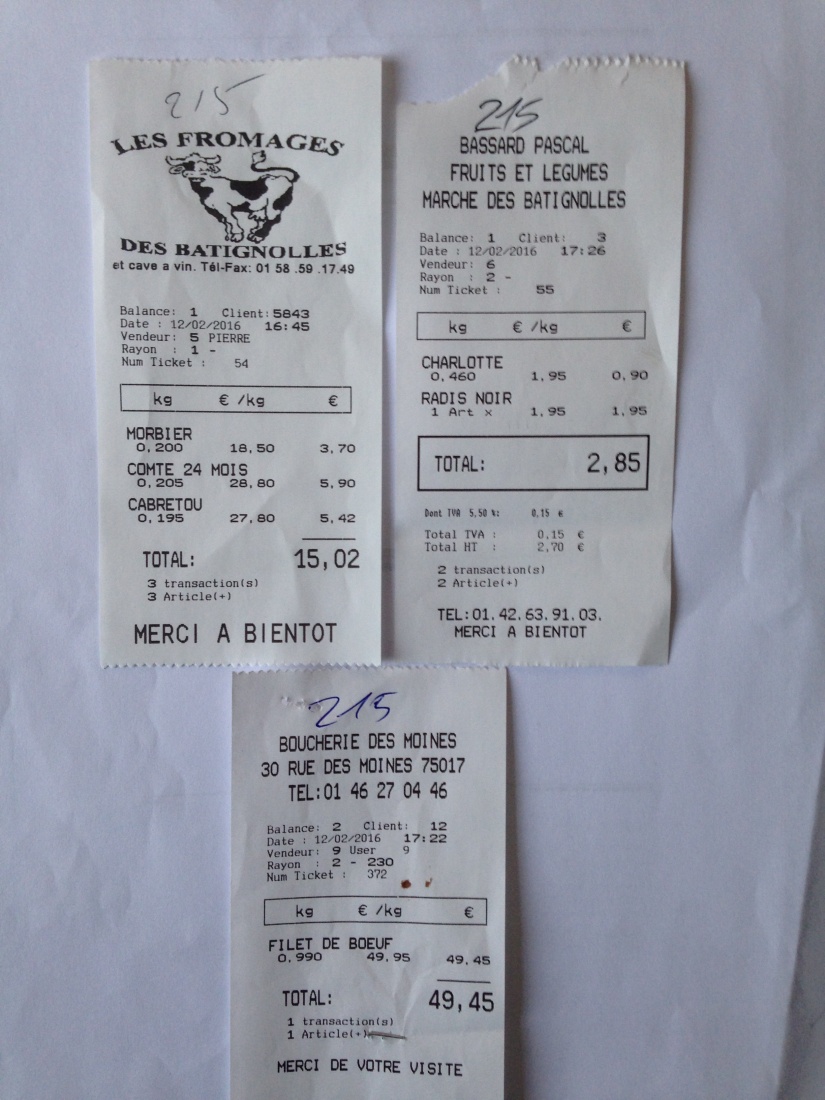 215
LES FROMAGES
DES BATIGNOLLES
et cave a vin. Tél-Fax: 01 58 .59 .17.49
Balance: 1 Client: 5843
Date : 12/02/2016 16:45
Vendeur: 5 PIERRE
Rayon : 1 -
Num Ticket : 54
kg € /kg €
MORBIER
0,200 18,50 3,70
COMTE 24 MOIS
0,205 28,80 5,90
CABRETOU
0,195 27,80 5,42
TOTAL: 15,02
3 transaction(s)
3 Article(+)
MERCI A BIENTOT
215
BASSARD PASCAL
FRUITS ET LEGUMES
MARCHE DES BATIGNOLLES
Balance: 1 Client: 3
Date : 12/02/2016 17:26
Vendeur: 6
Rayon : 2 -
Num Ticket : 55
kg € /kg €
CHARLOTTE
0,460 1,95 0,90
RADIS NOIR
1 Art x 1,95 1,95
TOTAL: 2,85
Dont TVA 5,50 %: 0,15 €
Total TVA : 0,15 €
Total HT : 2,70 €
2 transaction(s)
2 Article(+)
TEL:01.42.63.91.03.
MERCI A BIENTOT
215
BOUCHERIE DES MOINES
30 RUE DES MOINES 75017
TEL:01 46 27 04 46
Balance: 2 Client: 12
Date : 12/02/2016 17:22
Vendeur: 9 User 9
Rayon : 2 - 230
Num Ticket : 372
kg € /kg €
FILET DE BOEUF
0,990 49,95 49,45
TOTAL: 49,45
1 transaction(s)
1 Article(+)
MERCI DE VOTRE VISITE